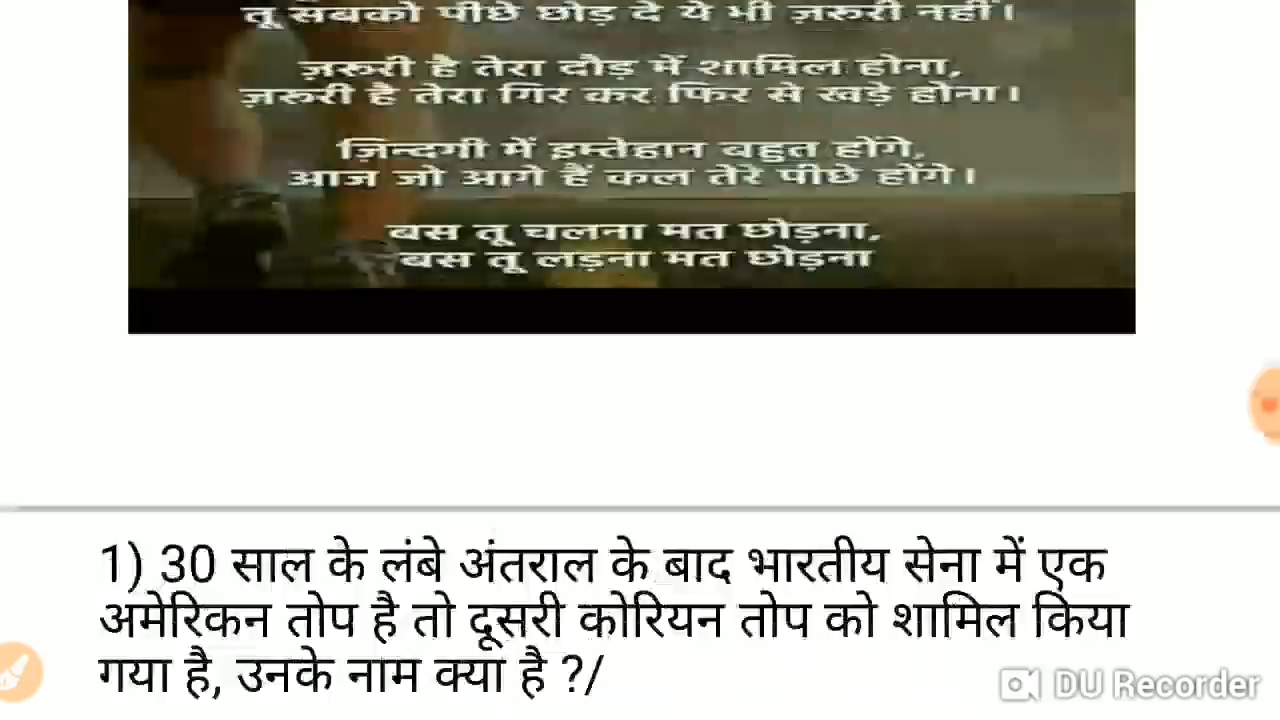 तू सबको पीछे छोड़ दे ये भी ज़रूरी नहीं।
ज़रूरी है तेरा दौड़ में शामिल होना,
ज़रूरी है तेरा गिर कर फिर से खड़े होना।
ज़िन्दगी में इम्तेहान बहुत होंगे,
आज जो आगे हैं कल तेरे पीछे होंगे।
बस तू चलना मत छोड़ना,
बस तू लड़ना मत छोड़ना
1) 30 साल के लंबे अंतराल के बाद भारतीय सेना में एक
अमेरिकन तोप है तो दूसरी कोरियन तोप को शामिल किया
गया है, उनके नाम क्या है ?/
DU Recorder